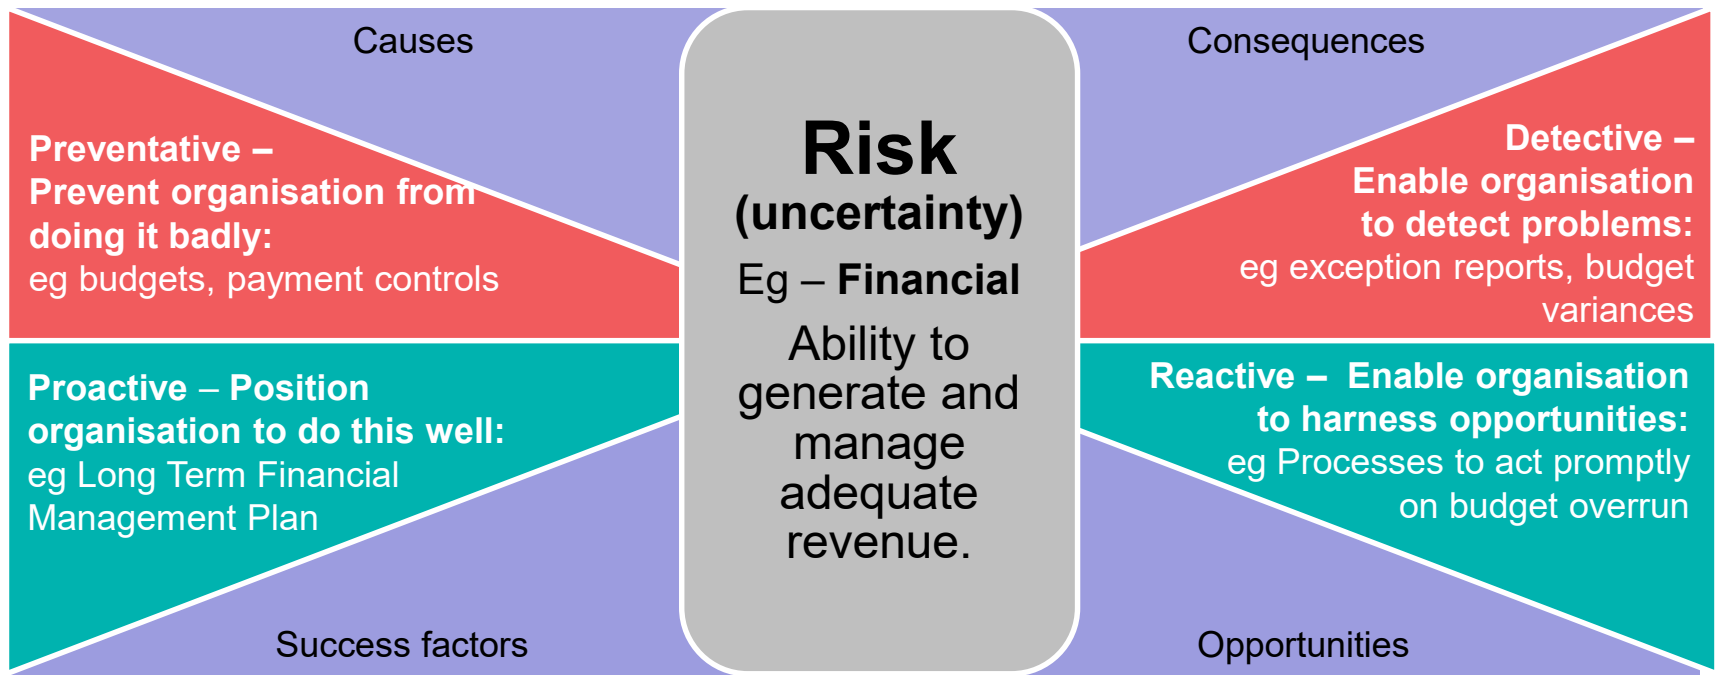 Causes
Preventative –
Prevent organisation from
doing it badly:
eg budgets, payment controls
Proactive – Position
organisation to do this well:
eg Long Term Financial
Management Plan
Success factors
Risk
(uncertainty)
Eg – Financial
Ability to
generate and
manage
adequate
revenue.
Consequences
Detective –
Enable organisation
to detect problems:
eg exception reports, budget
variances
Reactive – Enable organisation
to harness opportunities:
eg Processes to act promptly
on budget overrun
Opportunities